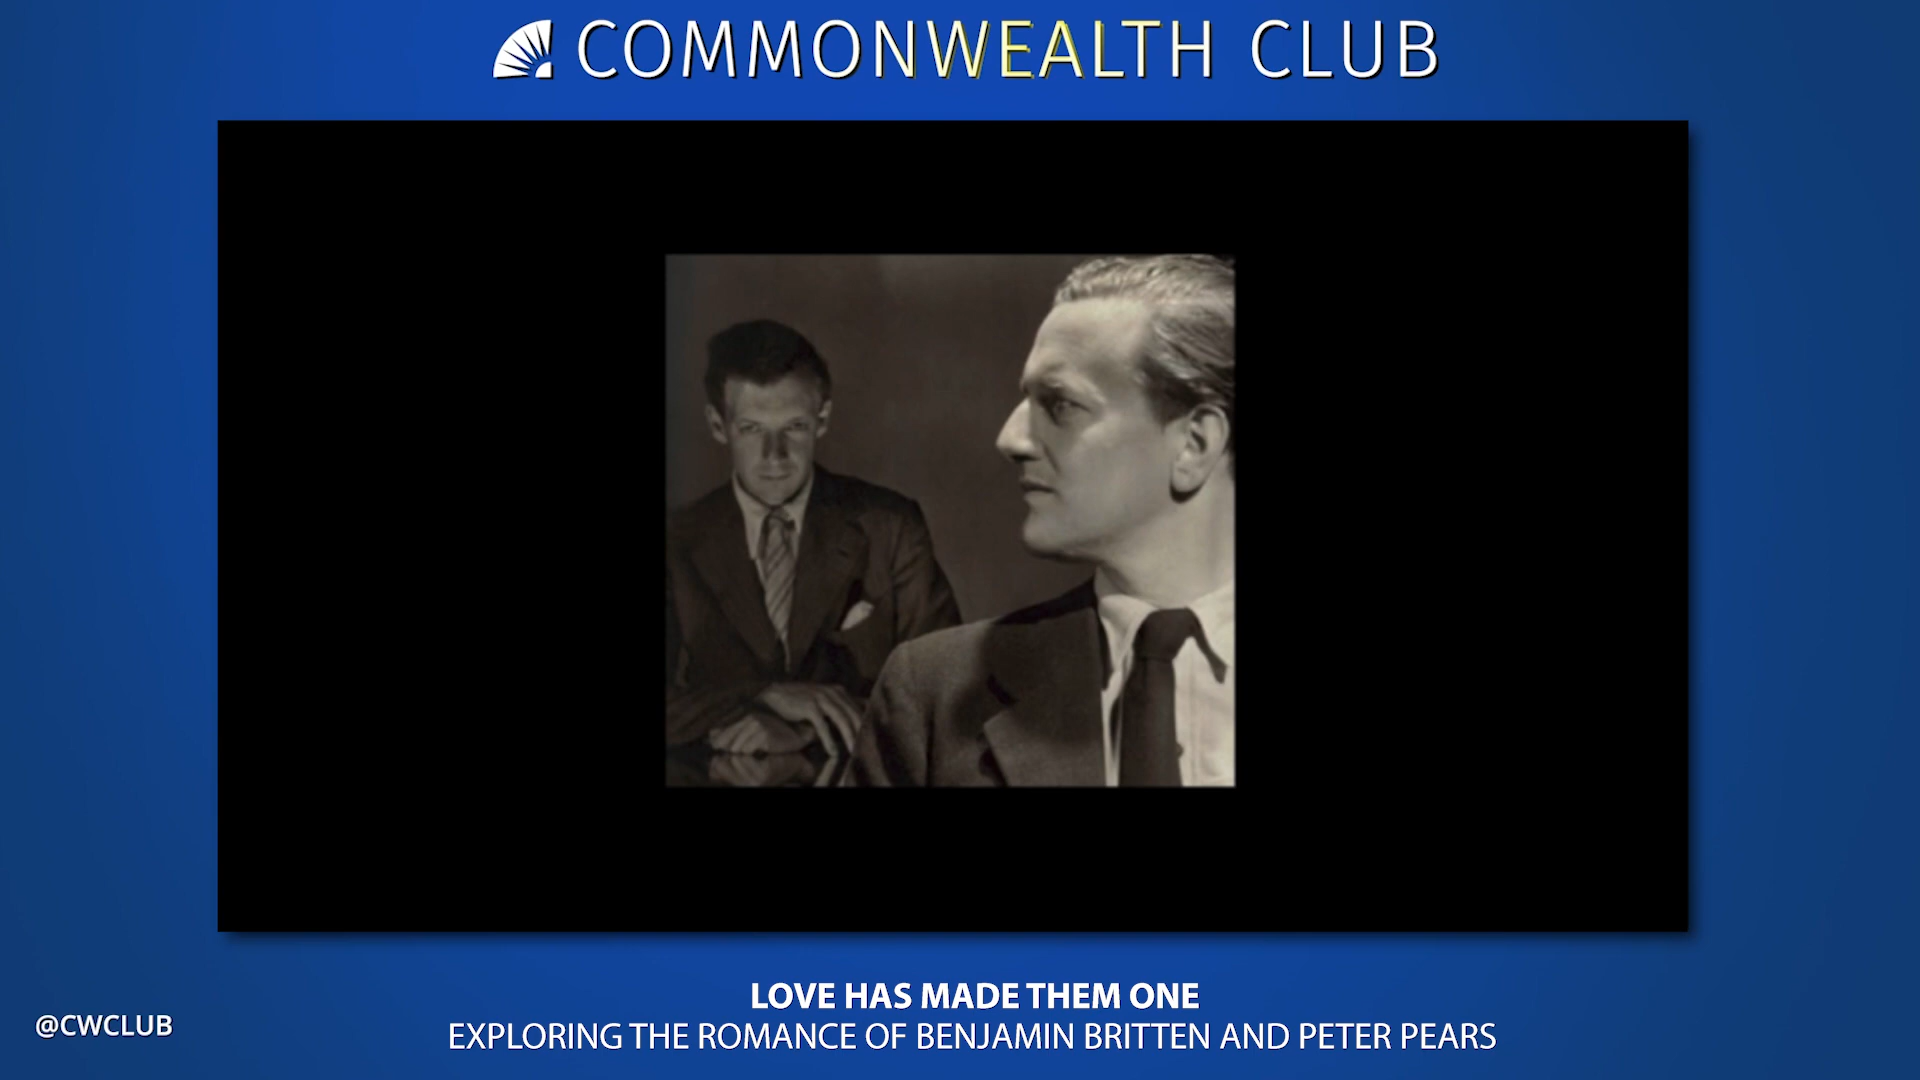 COMMONWEALTH CLUB
LOVE HAS MADE THEM ONE
@CWCLUB
EXPLORING THE ROMANCE OF BENJAMIN BRITTEN AND PETER PEARS